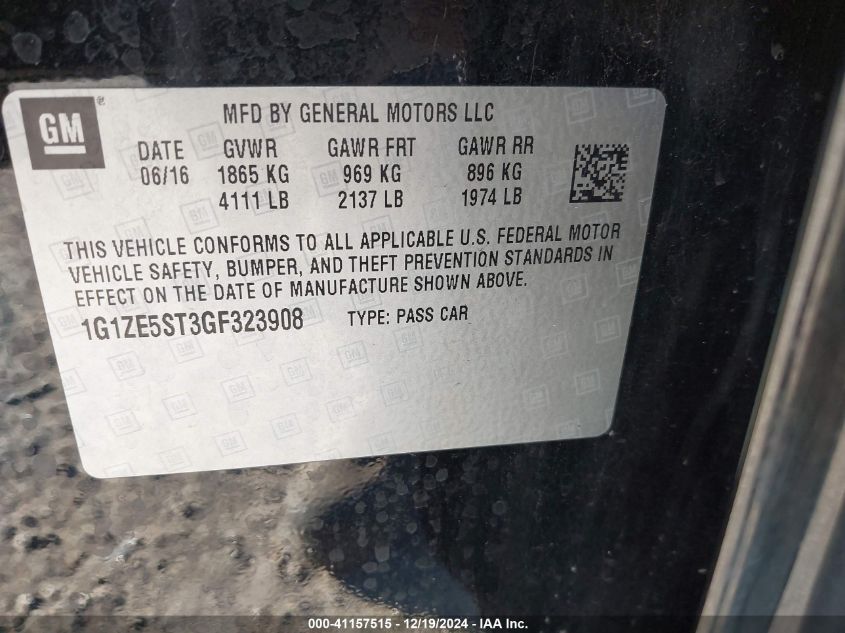 GM
MFD BY GENERAL MOTORS LLC
DATE GVWR GAWR FRT GAWR RR
06/16 1865 KG 969 KG 896 KG
4111 LB 2137 LB 1974 LB
THIS VEHICLE CONFORMS TO ALL APPLICABLE U.S. FEDERAL MOTOR
VEHICLE SAFETY, BUMPER, AND THEFT PREVENTION STANDARDS IN
EFFECT ON THE DATE OF MANUFACTURE SHOWN ABOVE.
1G1ZE5ST3GF323908 TYPE: PASS CAR
000-41157515 - 12/19/2024 - IAA Inc.